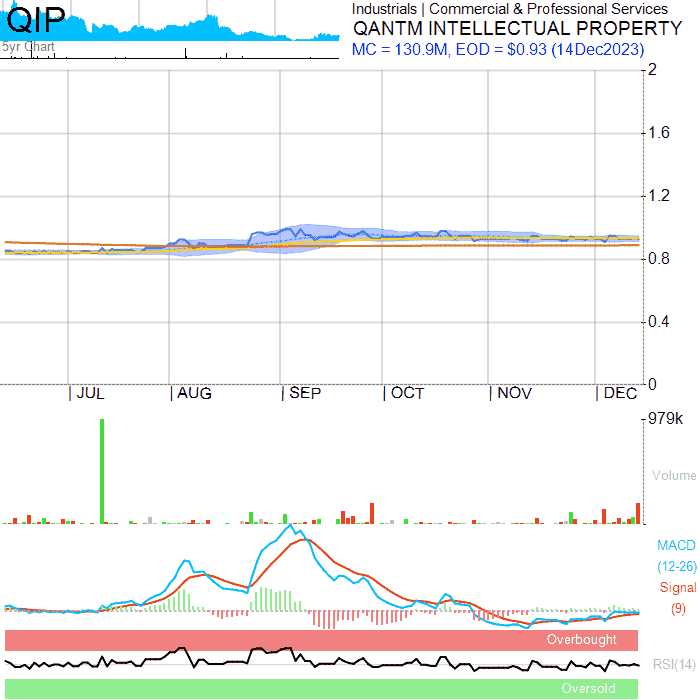 QIP
5yr Chart
Industrials | Commercial & Professional Services
QANTM INTELLECTUAL PROPERTY
MC = 130.9M, EOD = $0.93 (14Dec2023)
2
1.6
1.2
0.8
0.4
0
| JUL | AUG | SEP | OCT | NOV | DEC
979k
Volume
MACD
(12-26)
Signal
(9)
Overbought
RSI(14)
Oversold